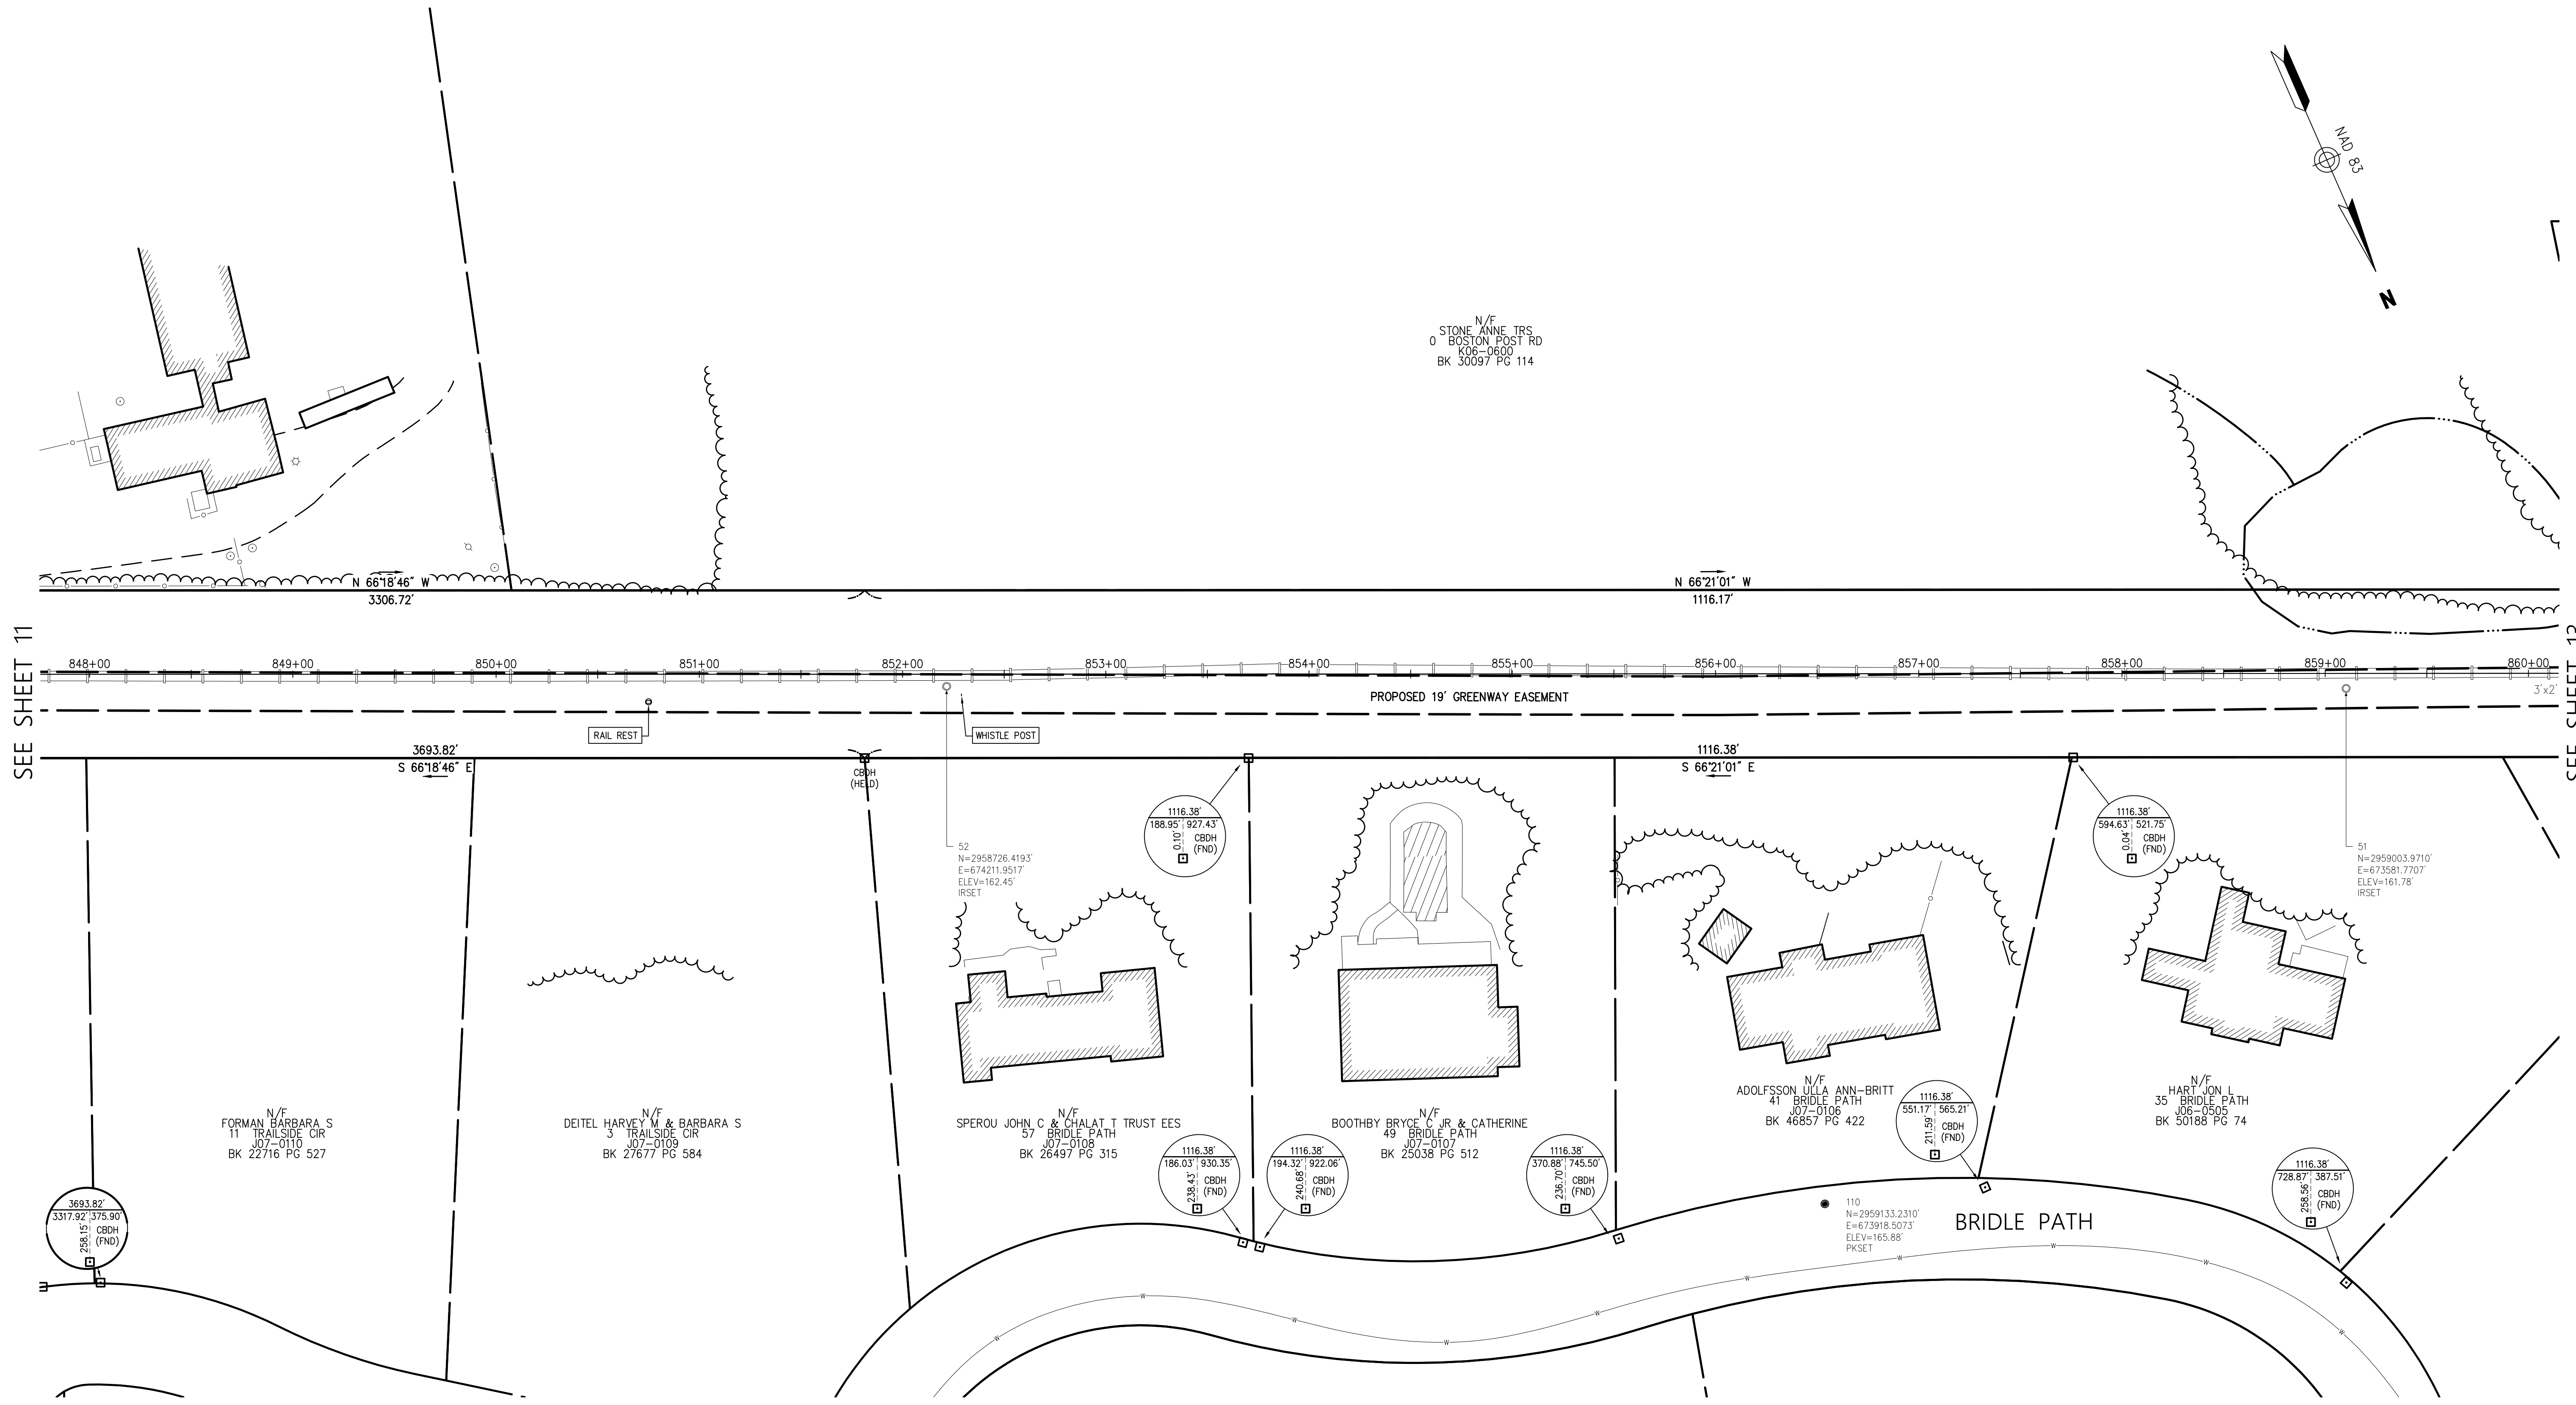 NAD 83
N
N/F
STONE ANNE TRS
0 BOSTON POST RD
K06-0600
BK 30097 PG 114
N 66°18'46" W
3306.72'
N 66°21'01" W
1116.17'
SEE SHEET 11
SEE SHEET 13
848+00
849+00
850+00
851+00
852+00
853+00
854+00
855+00
856+00
857+00
858+00
859+00
860+00
3'x2'
PROPOSED 19' GREENWAY EASEMENT
RAIL REST
WHISTLE POST
3693.82'
S 66°18'46" E
1116.38'
S 66°21'01" E
CBDH
(HELD)
52
N=2958726.4193'
E=674211.9517'
ELEV=162.45'
IRSET
1116.38'
188.95' 927.43'
0.10'
CBDH
(FND)
1116.38'
594.63' 521.75'
0.04'
CBDH
(FND)
51
N=2959003.9710'
E=673581.7707'
ELEV=161.78'
IRSET
N/F
FORMAN BARBARA S
11 TRAILSIDE CIR
J07-0110
BK 22716 PG 527
N/F
DEITEL HARVEY M & BARBARA S
3 TRAILSIDE CIR
J07-0109
BK 27677 PG 584
N/F
SPEROU JOHN C & CHALAT T TRUST EES
57 BRIDLE PATH
J07-0108
BK 26497 PG 315
N/F
BOOTHBY BRYCE C JR & CATHERINE
49 BRIDLE PATH
J07-0107
BK 25038 PG 512
N/F
ADOLFSSON ULLA ANN-BRITT
41 BRIDLE PATH
J07-0106
BK 46857 PG 422
N/F
HART JON L
35 BRIDLE PATH
J06-0505
BK 50188 PG 74
3693.82'
3317.92' 375.90'
258.15'
CBDH
(FND)
1116.38'
186.03' 930.35'
238.43'
CBDH
(FND)
1116.38'
194.32' 922.06'
240.68'
CBDH
(FND)
1116.38'
370.88' 745.50'
236.70'
CBDH
(FND)
1116.38'
551.17' 565.21'
211.59'
CBDH
(FND)
1116.38'
728.87' 387.51'
258.56'
CBDH
(FND)
110
N=2959133.2310'
E=673918.5073'
ELEV=165.88'
PKSET
BRIDLE PATH
W
W
W
W
W
W
W
W
W
W